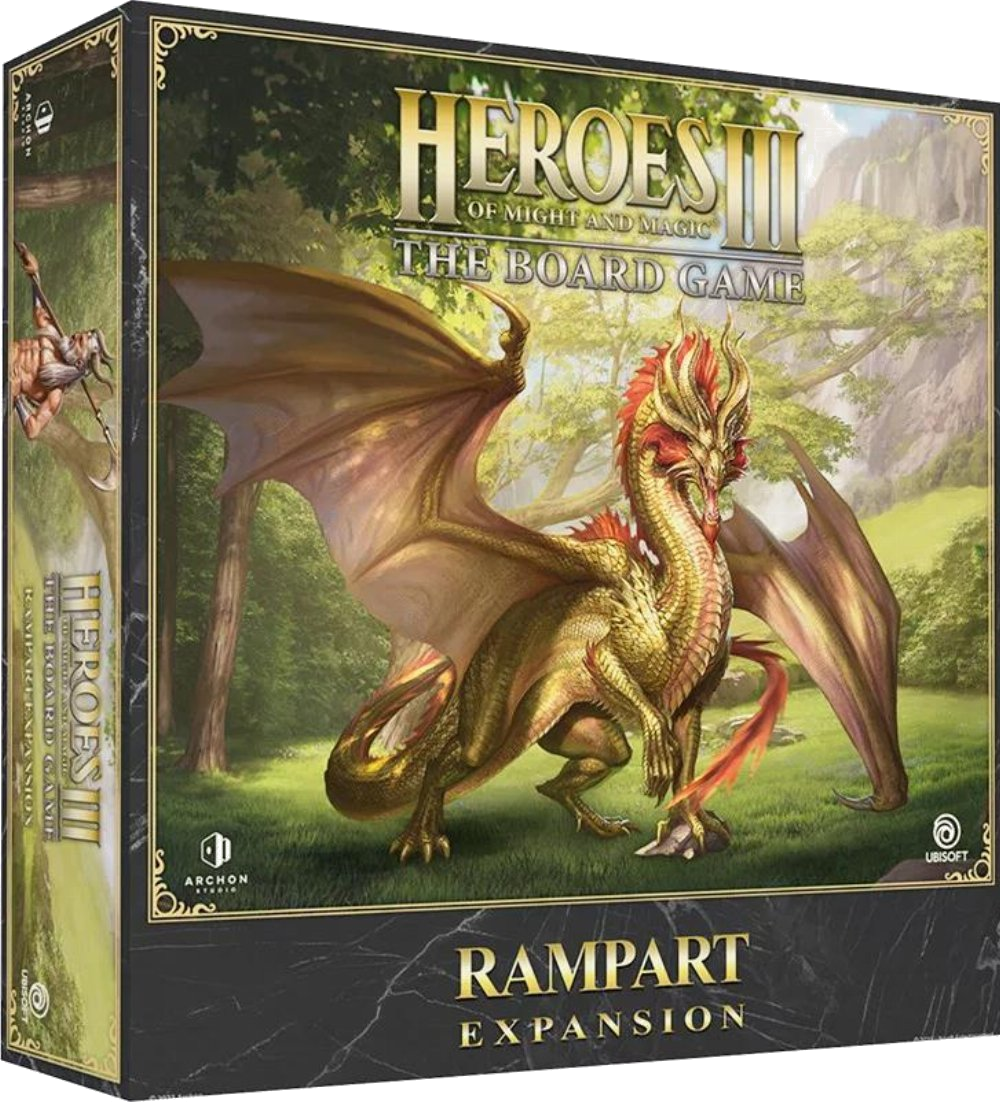 HEROES III
OF MIGHT AND MAGIC
THE BOARD GAME
ARCHON
STUDIO
UBISOFT
RAMPART
EXPANSION
ARCHON
HEROES III
THE BOARD GAME
RAMPART EXPANSION
UBISOFT